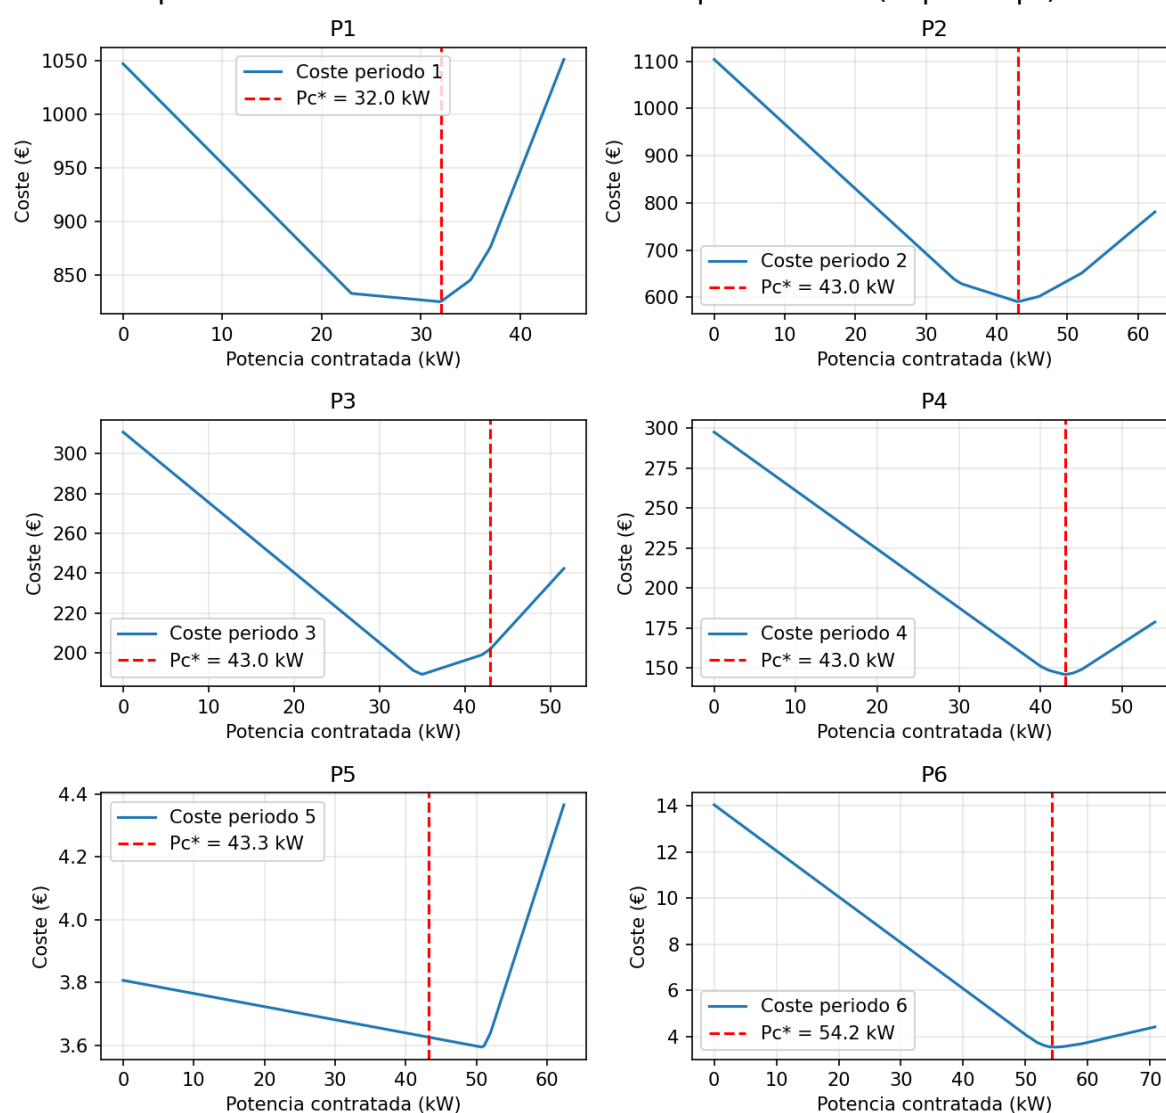 P1
1050
1000
950
900
850
Coste (€)
Coste periodo 1
Pc* = 32.0 kW
0 10 20 30 40
Potencia contratada (kW)
P2
1100
1000
900
800
700
600
Coste (€)
Coste periodo 2
Pc* = 43.0 kW
0 10 20 30 40 50 60
Potencia contratada (kW)
P3
300
280
260
240
220
200
Coste (€)
Coste periodo 3
Pc* = 43.0 kW
0 10 20 30 40 50
Potencia contratada (kW)
P4
300
275
250
225
200
175
150
Coste (€)
Coste periodo 4
Pc* = 43.0 kW
0 10 20 30 40 50
Potencia contratada (kW)
P5
4.4
4.2
4.0
3.8
3.6
Coste (€)
Coste periodo 5
Pc* = 43.3 kW
0 10 20 30 40 50 60
Potencia contratada (kW)
P6
14
12
10
8
6
4
Coste (€)
Coste periodo 6
Pc* = 54.2 kW
0 10 20 30 40 50 60 70
Potencia contratada (kW)